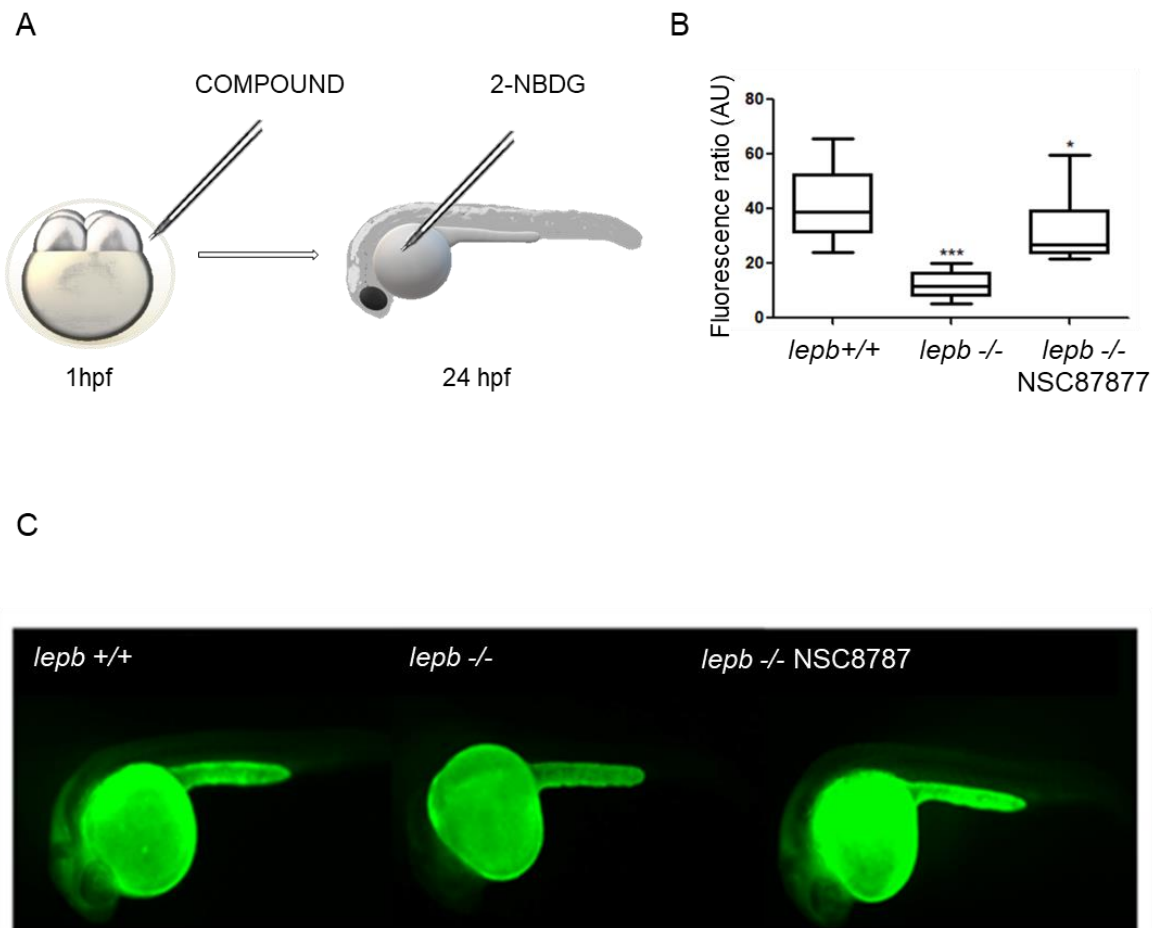 A
COMPOUND
2-NBDG
1hpf
24 hpf
B
Fluorescence ratio (AU)
80
60
40
20
0
***
*
lepb+/+
lepb -/-
lepb -/-
NSC87877
C
lepb +/+
lepb -/-
lepb -/- NSC8787